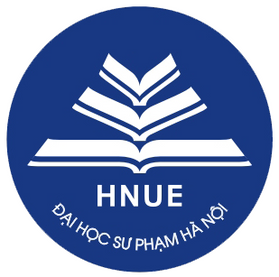 HNUE
ĐẠI HỌC SƯ PHẠM HÀ NỘI